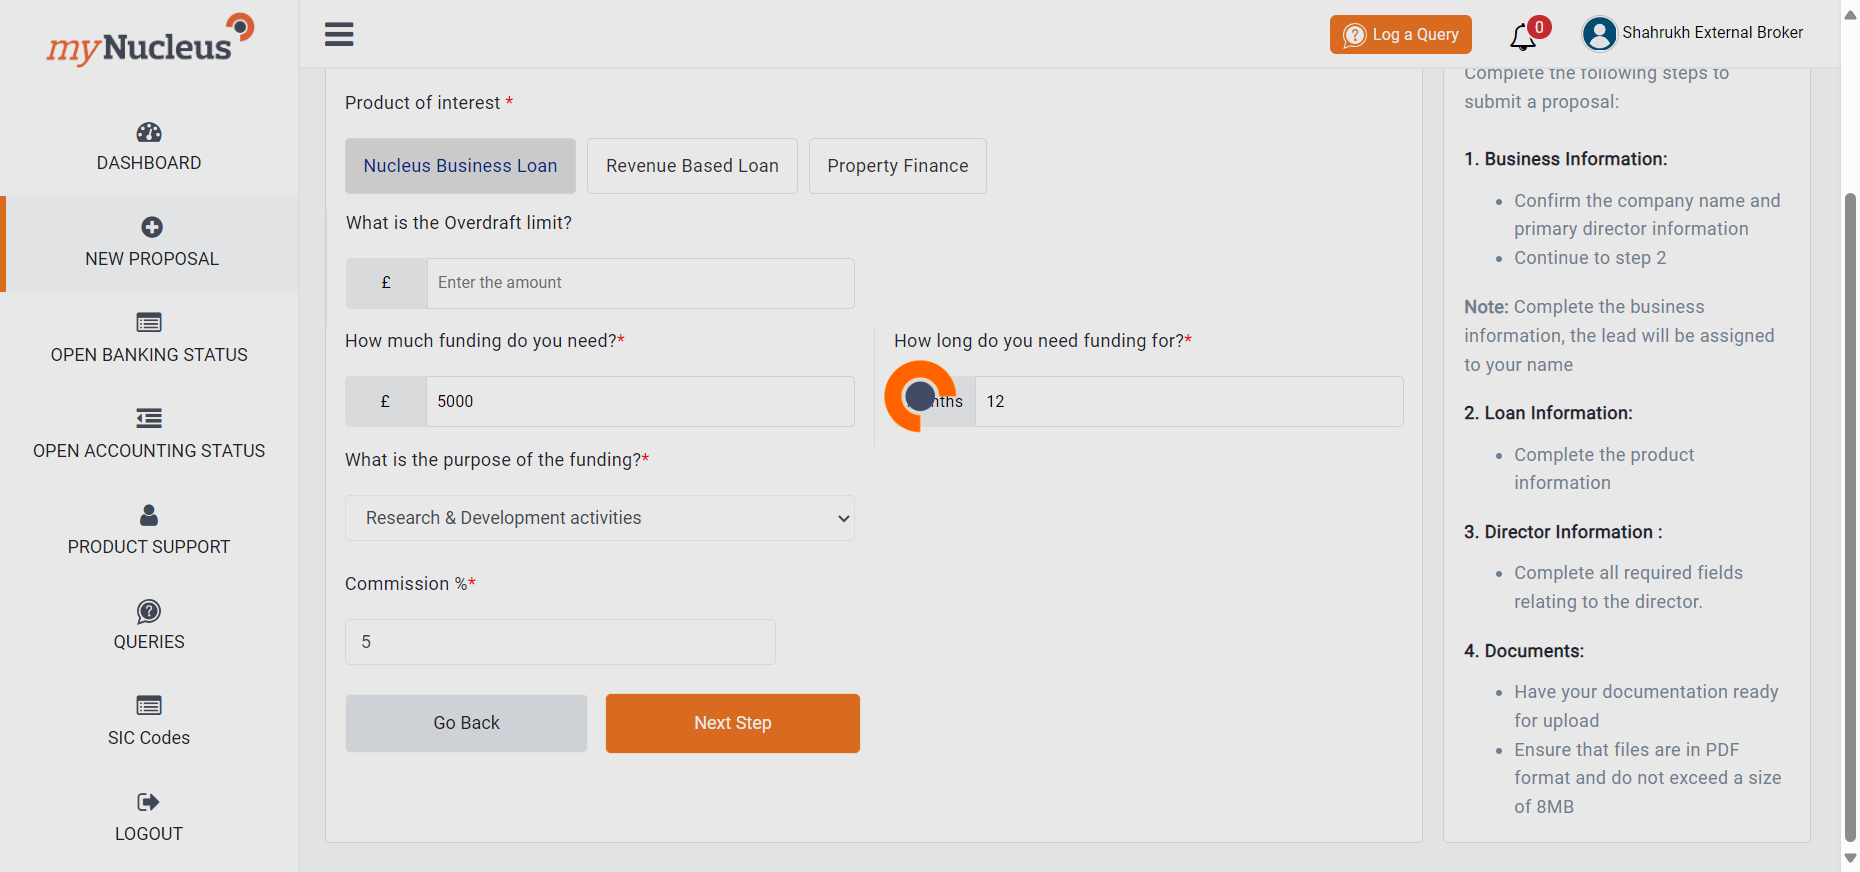 myNucleus
DASHBOARD
NEW PROPOSAL
OPEN BANKING STATUS
OPEN ACCOUNTING STATUS
PRODUCT SUPPORT
QUERIES
SIC Codes
LOGOUT
Log a Query
0
Shahrukh External Broker
Product of interest *
Nucleus Business Loan
Revenue Based Loan
Property Finance
What is the Overdraft limit?
£
Enter the amount
How much funding do you need?*
£
5000
How long do you need funding for?*
12
What is the purpose of the funding?*
Research & Development activities
Commission %*
5
Go Back
Next Step
Complete the following steps to
submit a proposal:
1. Business Information:
• Confirm the company name and
primary director information
• Continue to step 2
Note: Complete the business
information, the lead will be assigned
to your name
2. Loan Information:
• Complete the product
information
3. Director Information :
• Complete all required fields
relating to the director.
4. Documents:
• Have your documentation ready
for upload
• Ensure that files are in PDF
format and do not exceed a size
of 8MB